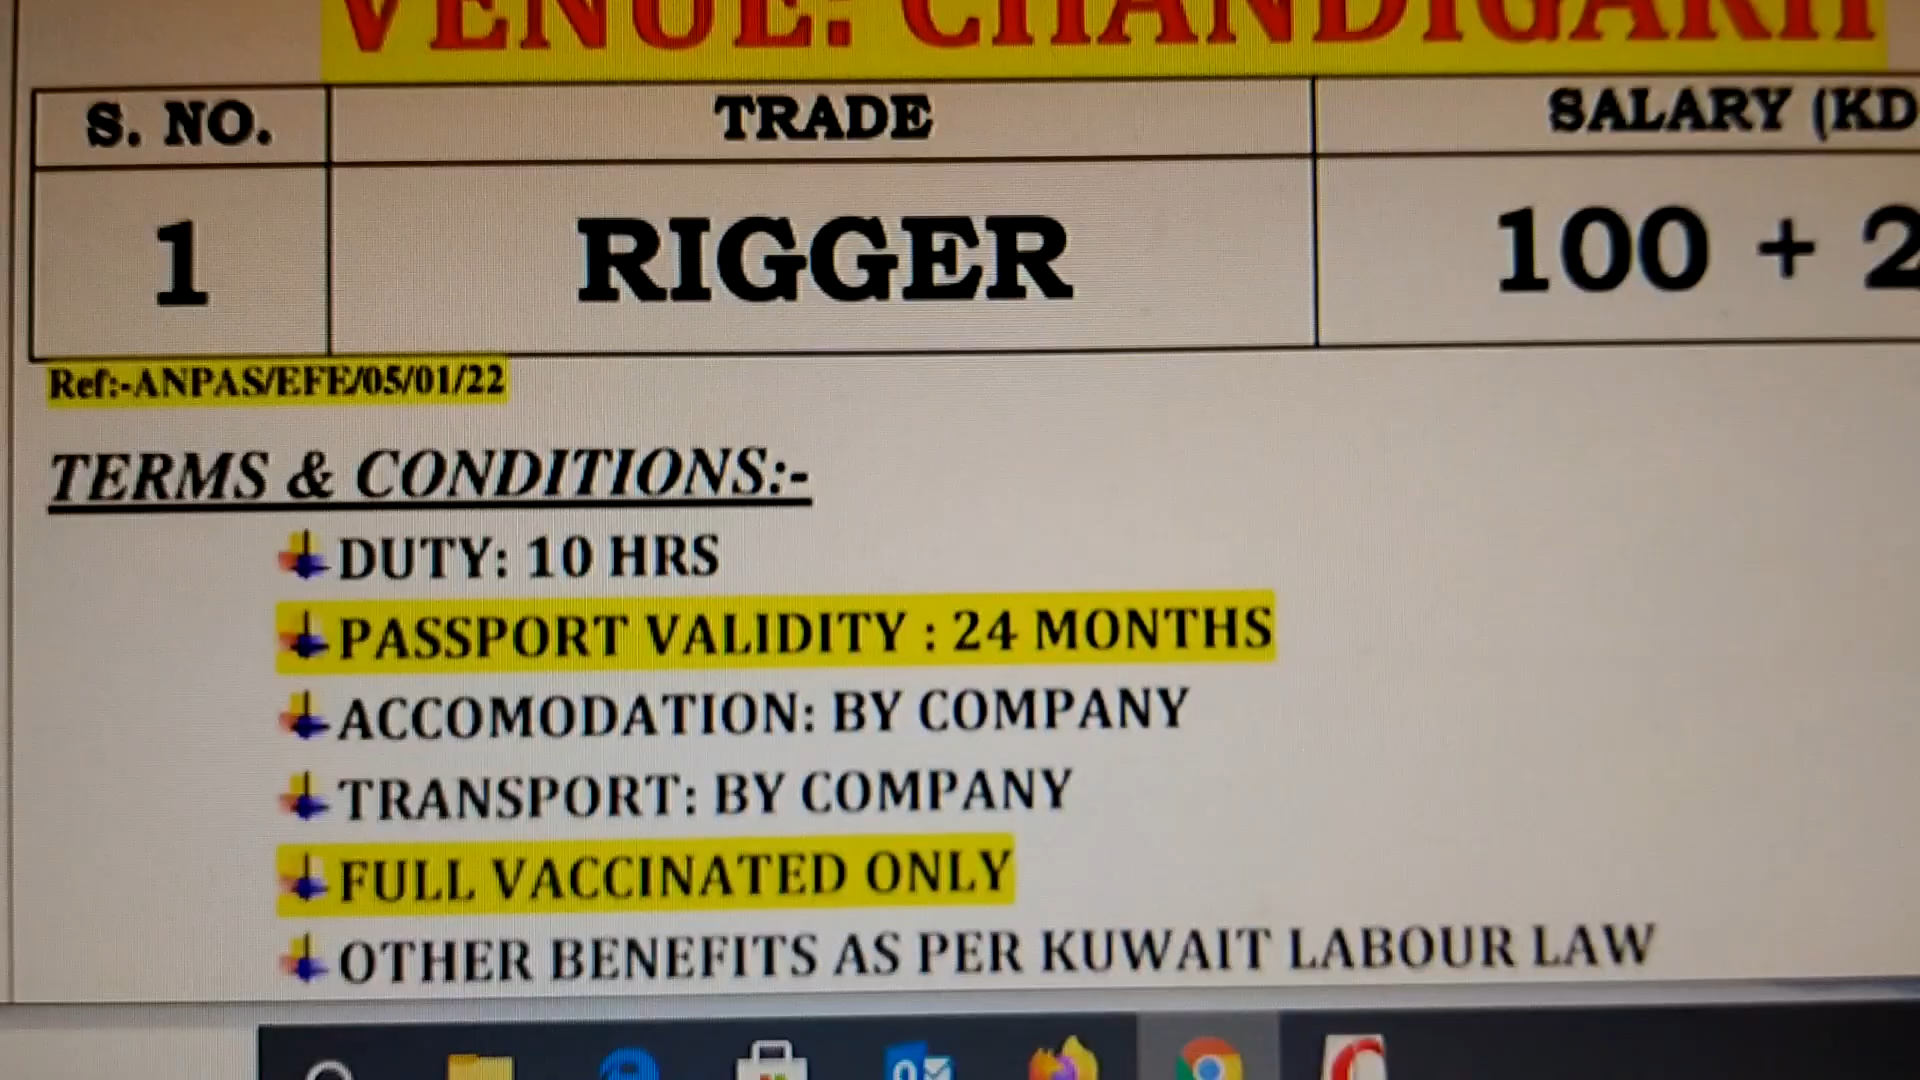 VENUE: CHANDIGARH
S. NO.
TRADE
SALARY (KD
1
RIGGER
100 + 2
Ref:-ANPAS/EFE/05/01/22
TERMS & CONDITIONS:-
DUTY: 10 HRS
PASSPORT VALIDITY : 24 MONTHS
ACCOMODATION: BY COMPANY
TRANSPORT: BY COMPANY
FULL VACCINATED ONLY
OTHER BENEFITS AS PER KUWAIT LABOUR LAW